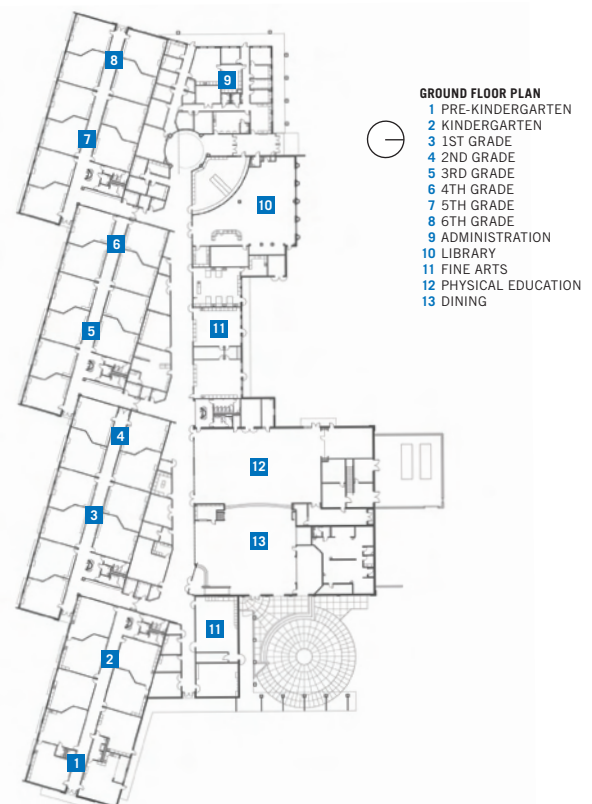 GROUND FLOOR PLAN
1 PRE-KINDERGARTEN
2 KINDERGARTEN
3 1ST GRADE
4 2ND GRADE
5 3RD GRADE
6 4TH GRADE
7 5TH GRADE
8 6TH GRADE
9 ADMINISTRATION
10 LIBRARY
11 FINE ARTS
12 PHYSICAL EDUCATION
13 DINING
8
9
7
10
6
11
5
4
12
3
13
11
2
1